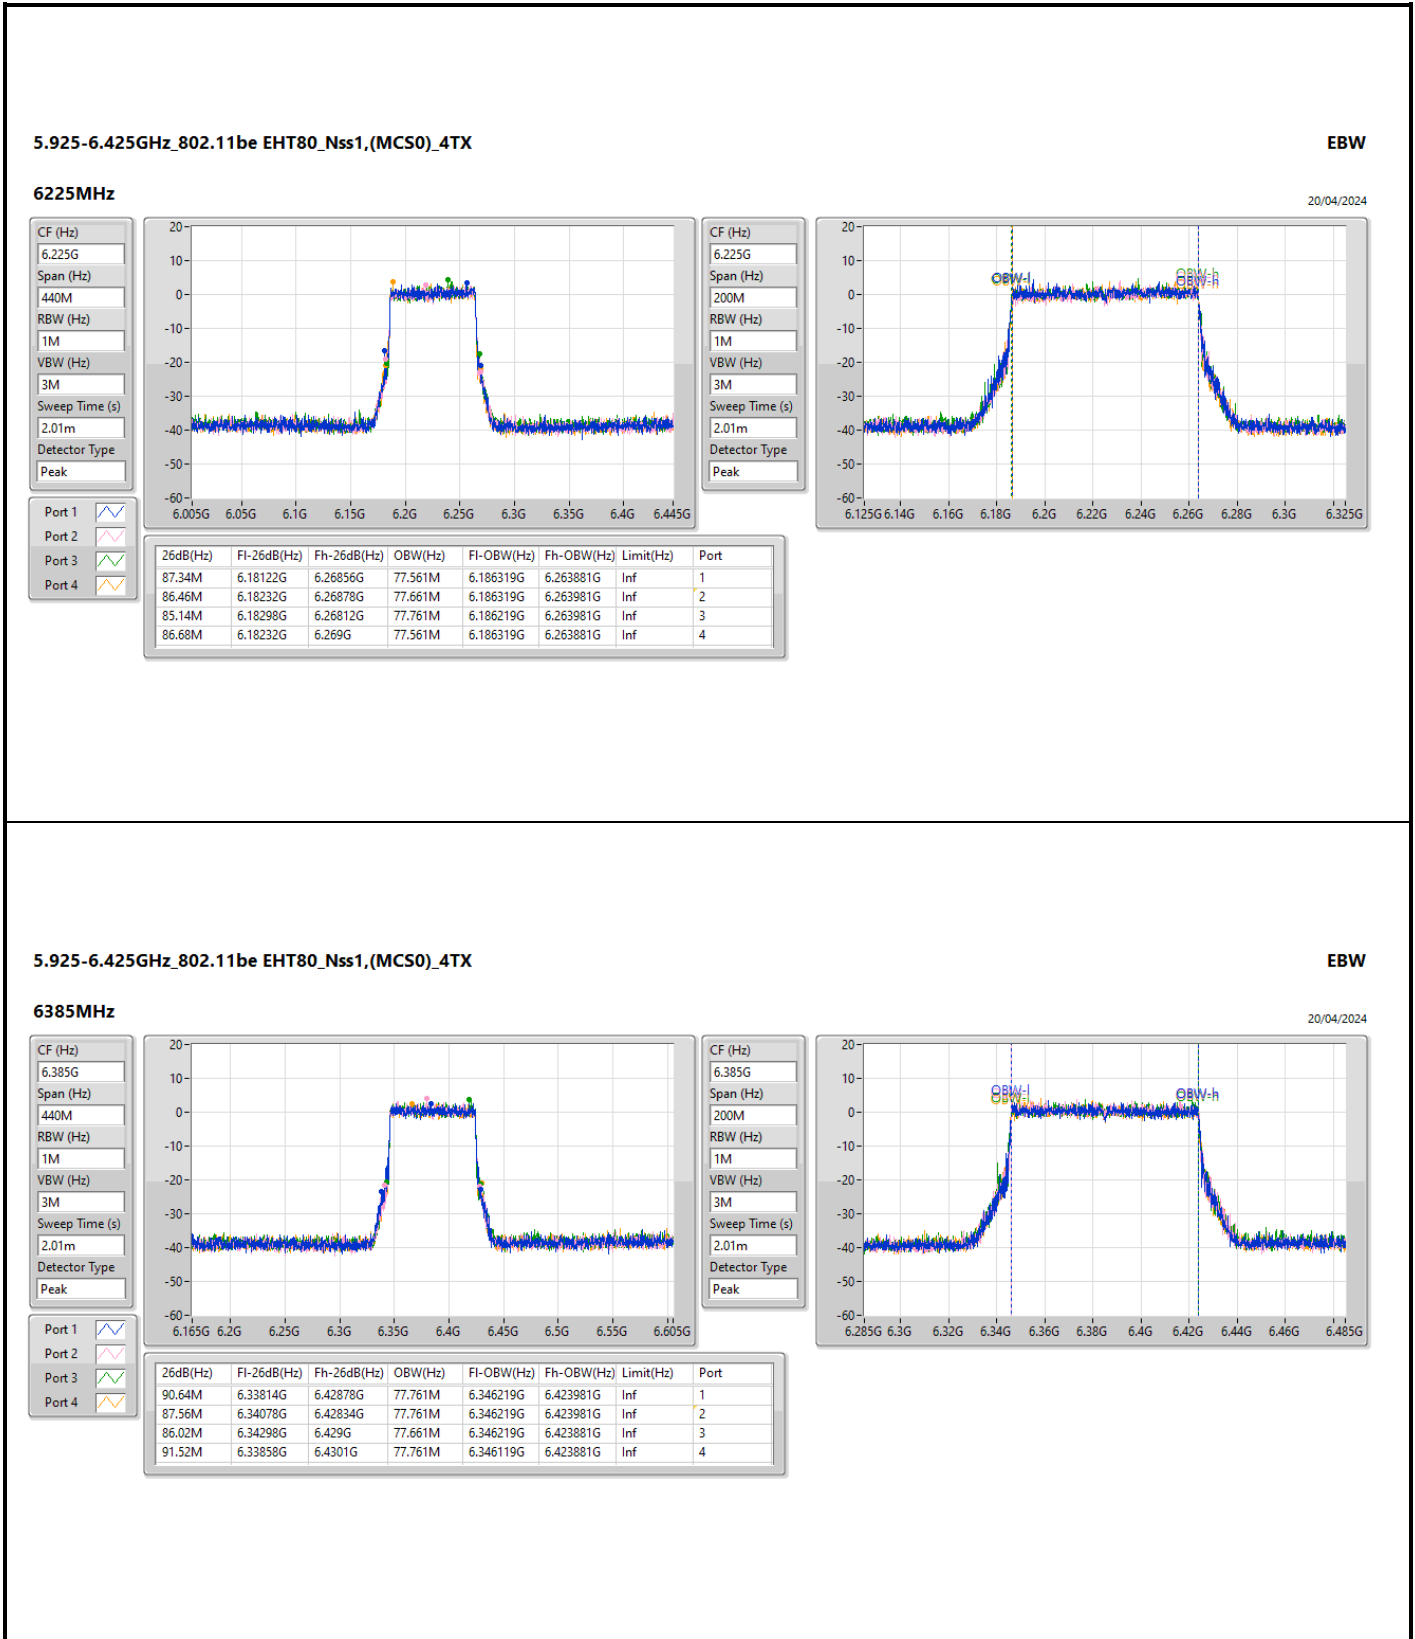 5.925-6.425GHz_802.11be EHT80_Nss1,(MCS0)_4TX
EBW
6225MHz
20/04/2024
CF (Hz)
6.225G
Span (Hz)
440M
RBW (Hz)
1M
VBW (Hz)
3M
Sweep Time (s)
2.01m
Detector Type
Peak
20
10
0
-10
-20
-30
-40
-50
-60
6.005G 6.05G 6.1G 6.15G 6.2G 6.25G 6.3G 6.35G 6.4G 6.445G
CF (Hz)
6.225G
Span (Hz)
200M
RBW (Hz)
1M
VBW (Hz)
3M
Sweep Time (s)
2.01m
Detector Type
Peak
20
10
0
-10
-20
-30
-40
-50
-60
OBW-l
OBW-h
OBW-h
6.125G 6.14G 6.16G 6.18G 6.2G 6.22G 6.24G 6.26G 6.28G 6.3G 6.325G
Port 1
Port 2
Port 3
Port 4
26dB(Hz) Fl-26dB(Hz) Fh-26dB(Hz) OBW(Hz) Fl-OBW(Hz) Fh-OBW(Hz) Limit(Hz) Port
87.34M 6.18122G 6.26856G 77.561M 6.186319G 6.263881G Inf 1
86.46M 6.18232G 6.26878G 77.661M 6.186319G 6.263981G Inf 2
85.14M 6.18298G 6.26812G 77.761M 6.186219G 6.263981G Inf 3
86.68M 6.18232G 6.269G 77.561M 6.186319G 6.263881G Inf 4
5.925-6.425GHz_802.11be EHT80_Nss1,(MCS0)_4TX
EBW
6385MHz
20/04/2024
CF (Hz)
6.385G
Span (Hz)
440M
RBW (Hz)
1M
VBW (Hz)
3M
Sweep Time (s)
2.01m
Detector Type
Peak
20
10
0
-10
-20
-30
-40
-50
-60
6.165G 6.2G 6.25G 6.3G 6.35G 6.4G 6.45G 6.5G 6.55G 6.605G
CF (Hz)
6.385G
Span (Hz)
200M
RBW (Hz)
1M
VBW (Hz)
3M
Sweep Time (s)
2.01m
Detector Type
Peak
20
10
0
-10
-20
-30
-40
-50
-60
OBW-l
OBW-l
OBW-h
6.285G 6.3G 6.32G 6.34G 6.36G 6.38G 6.4G 6.42G 6.44G 6.46G 6.485G
Port 1
Port 2
Port 3
Port 4
26dB(Hz) Fl-26dB(Hz) Fh-26dB(Hz) OBW(Hz) Fl-OBW(Hz) Fh-OBW(Hz) Limit(Hz) Port
90.64M 6.33814G 6.42878G 77.761M 6.346219G 6.423981G Inf 1
87.56M 6.34078G 6.42834G 77.761M 6.346219G 6.423981G Inf 2
86.02M 6.34298G 6.429G 77.661M 6.346219G 6.423881G Inf 3
91.52M 6.33858G 6.4301G 77.761M 6.346119G 6.423881G Inf 4